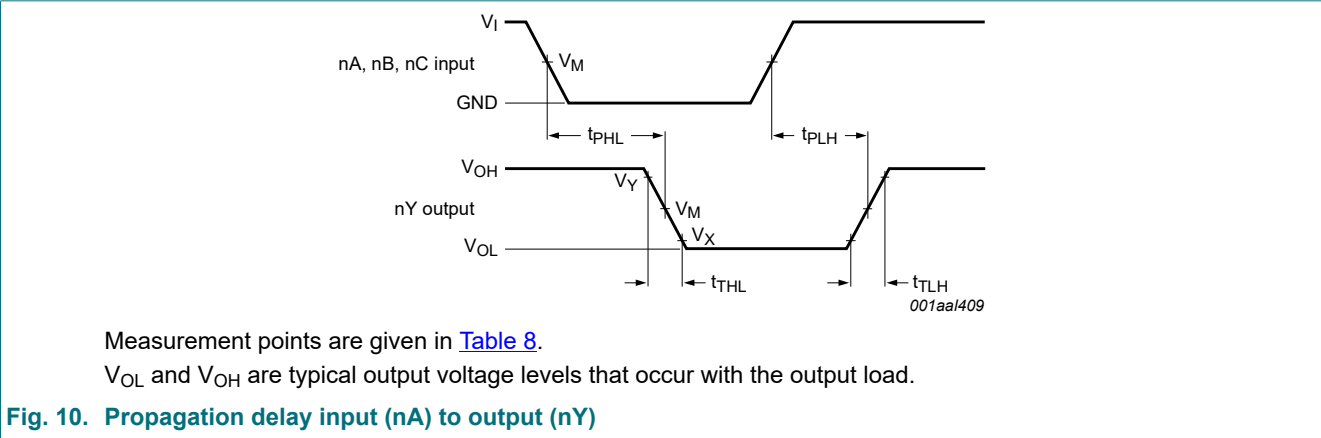 VI
nA, nB, nC input
VM
GND
tPHL
tPLH
VOH
VY
nY output
VM
VX
VOL
tTHL
tTLH
001aal409
Measurement points are given in Table 8.
VOL and VOH are typical output voltage levels that occur with the output load.
Fig. 10. Propagation delay input (nA) to output (nY)